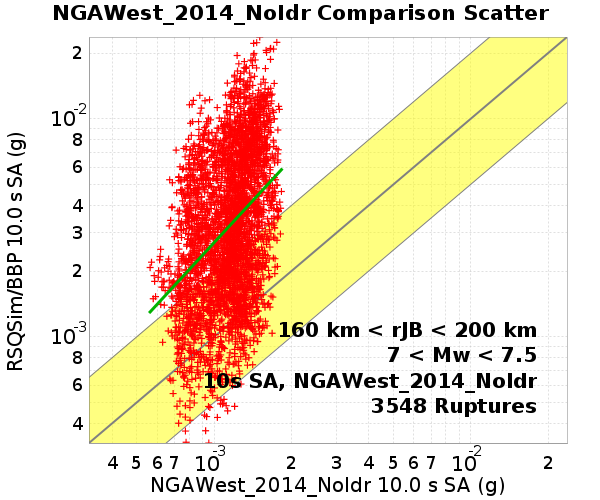 NGAWest_2014_NoIdr Comparison Scatter
RSQSim/BBP 10.0 s SA (g)
2
10-2
8
6
4
3
2
10-3
8
6
4
160 km < rJB < 200 km
7 < Mw < 7.5
10s SA, NGAWest_2014_NoIdr
3548 Ruptures
4 5 6 7 10-3 2 3 4 5 6 7 10-2 2
NGAWest_2014_NoIdr 10.0 s SA (g)